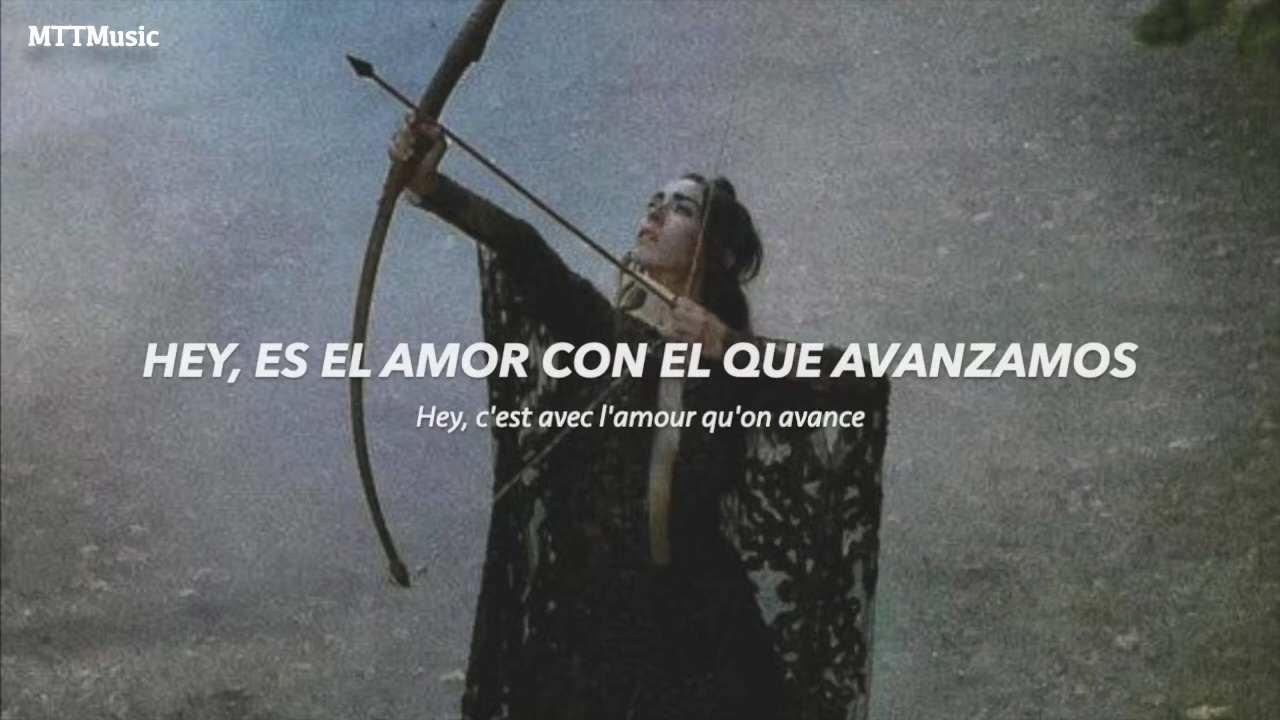 MTTMusic
HEY, ES EL AMOR CON EL QUE AVANZAMOS
Hey, c'est avec l'amour qu'on avance